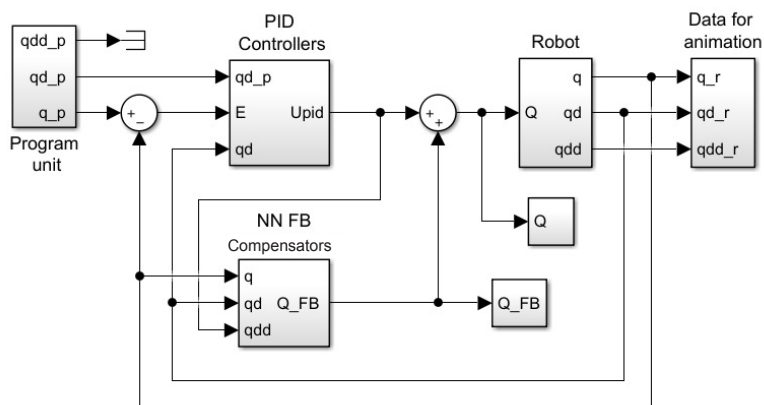 qdd_p
qd_p
q_p
Program
unit
+
_
PID
Controllers
qd_p
E
qd
Upid
+
+
Robot
Q
q
qd
qdd
Data for
animation
q_r
qd_r
qdd_r
Q
NN FB
Compensators
q
qd
qdd
Q_FB
Q_FB